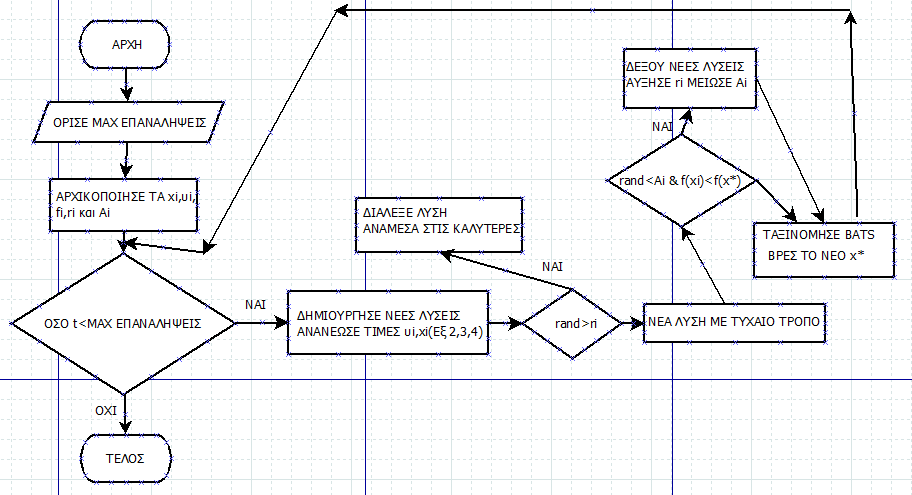 ΑΡΧΗ
ΟΡΙΣΕ MAX ΕΠΑΝΑΛΗΨΕΙΣ
ΑΡΧΙΚΟΠΟΙΗΣΕ ΤΑ xi,υi,
fi,ri και Ai
ΟΣΟ t<MAX ΕΠΑΝΑΛΗΨΕΙΣ
ΝΑΙ
ΟΧΙ
ΤΕΛΟΣ
ΔΗΜΙΟΥΡΓΗΣΕ ΝΕΕΣ ΛΥΣΕΙΣ
ΑΝΑΝΕΩΣΕ ΤΙΜΕΣ υi,xi(Εξ 2,3,4)
rand>ri
ΝΑΙ
ΔΙΑΛΕΞΕ ΛΥΣΗ
ΑΝΑΜΕΣΑ ΣΤΙΣ ΚΑΛΥΤΕΡΕΣ
ΝΕΑ ΛΥΣΗ ΜΕ ΤΥΧΑΙΟ ΤΡΟΠΟ
rand<Ai & f(xi)<f(x*)
ΝΑΙ
ΔΕΞΟΥ ΝΕΕΣ ΛΥΣΕΙΣ
ΑΥΞΗΣΕ ri ΜΕΙΩΣΕ Ai
ΤΑΞΙΝΟΜΗΣΕ BATS
ΒΡΕΣ ΤΟ ΝΕΟ x*